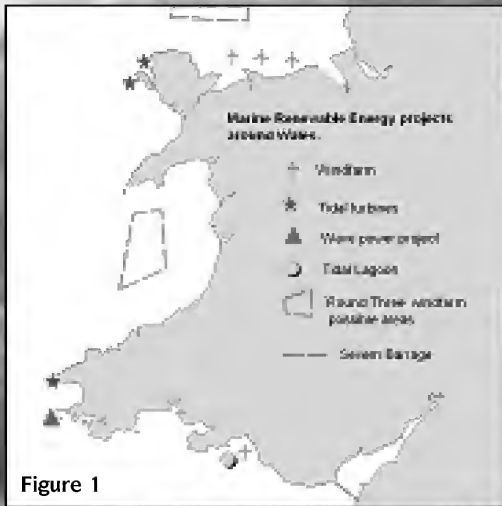 Marine Renewable Energy projects
around Wales.
Windfarm
Tidal turbines
Wave power project
Tidal Lagoon
'Round Three' windfarm
possible areas
Severn Barrage
Figure 1